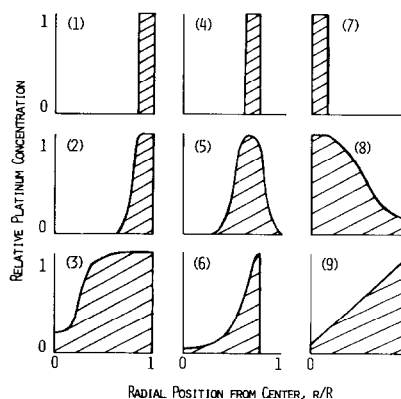 RELATIVE PLATINUM CONCENTRATION
(1) (4) (7)
1
0
(2) (5) (8)
1
0
(3) (6) (9)
1
0
0 1 0 1 0
RADIAL POSITION FROM CENTER, R/R